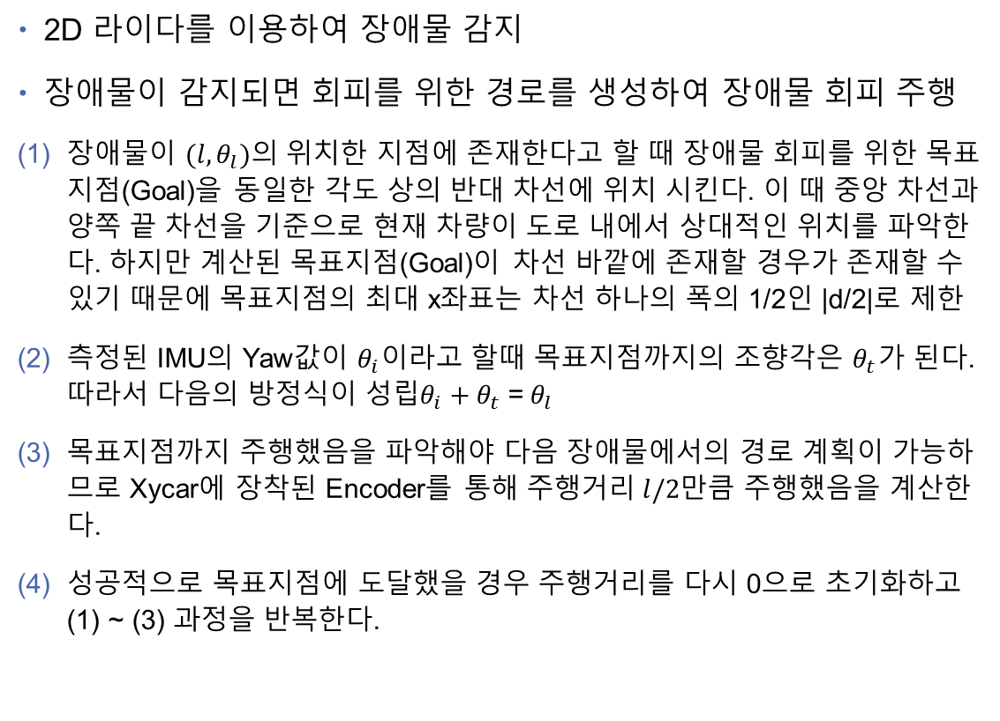 • 2D 라이다를 이용하여 장애물 감지
• 장애물이 감지되면 회피를 위한 경로를 생성하여 장애물 회피 주행
(1) 장애물이 (l, θₗ)의 위치한 지점에 존재한다고 할 때 장애물 회피를 위한 목표
지점(Goal)을 동일한 각도 상의 반대 차선에 위치 시킨다. 이 때 중앙 차선과
양쪽 끝 차선을 기준으로 현재 차량이 도로 내에서 상대적인 위치를 파악한
다. 하지만 계산된 목표지점(Goal)이 차선 바깥에 존재할 경우가 존재할 수
있기 때문에 목표지점의 최대 x좌표는 차선 하나의 폭의 1/2인 |d/2|로 제한
(2) 측정된 IMU의 Yaw값이 θᵢ이라고 할때 목표지점까지의 조향각은 θₜ가 된다.
따라서 다음의 방정식이 성립θᵢ + θₜ = θₗ
(3) 목표지점까지 주행했음을 파악해야 다음 장애물에서의 경로 계획이 가능하
므로 Xycar에 장착된 Encoder를 통해 주행거리 l/2만큼 주행했음을 계산한
다.
(4) 성공적으로 목표지점에 도달했을 경우 주행거리를 다시 0으로 초기화하고
(1) ~ (3) 과정을 반복한다.